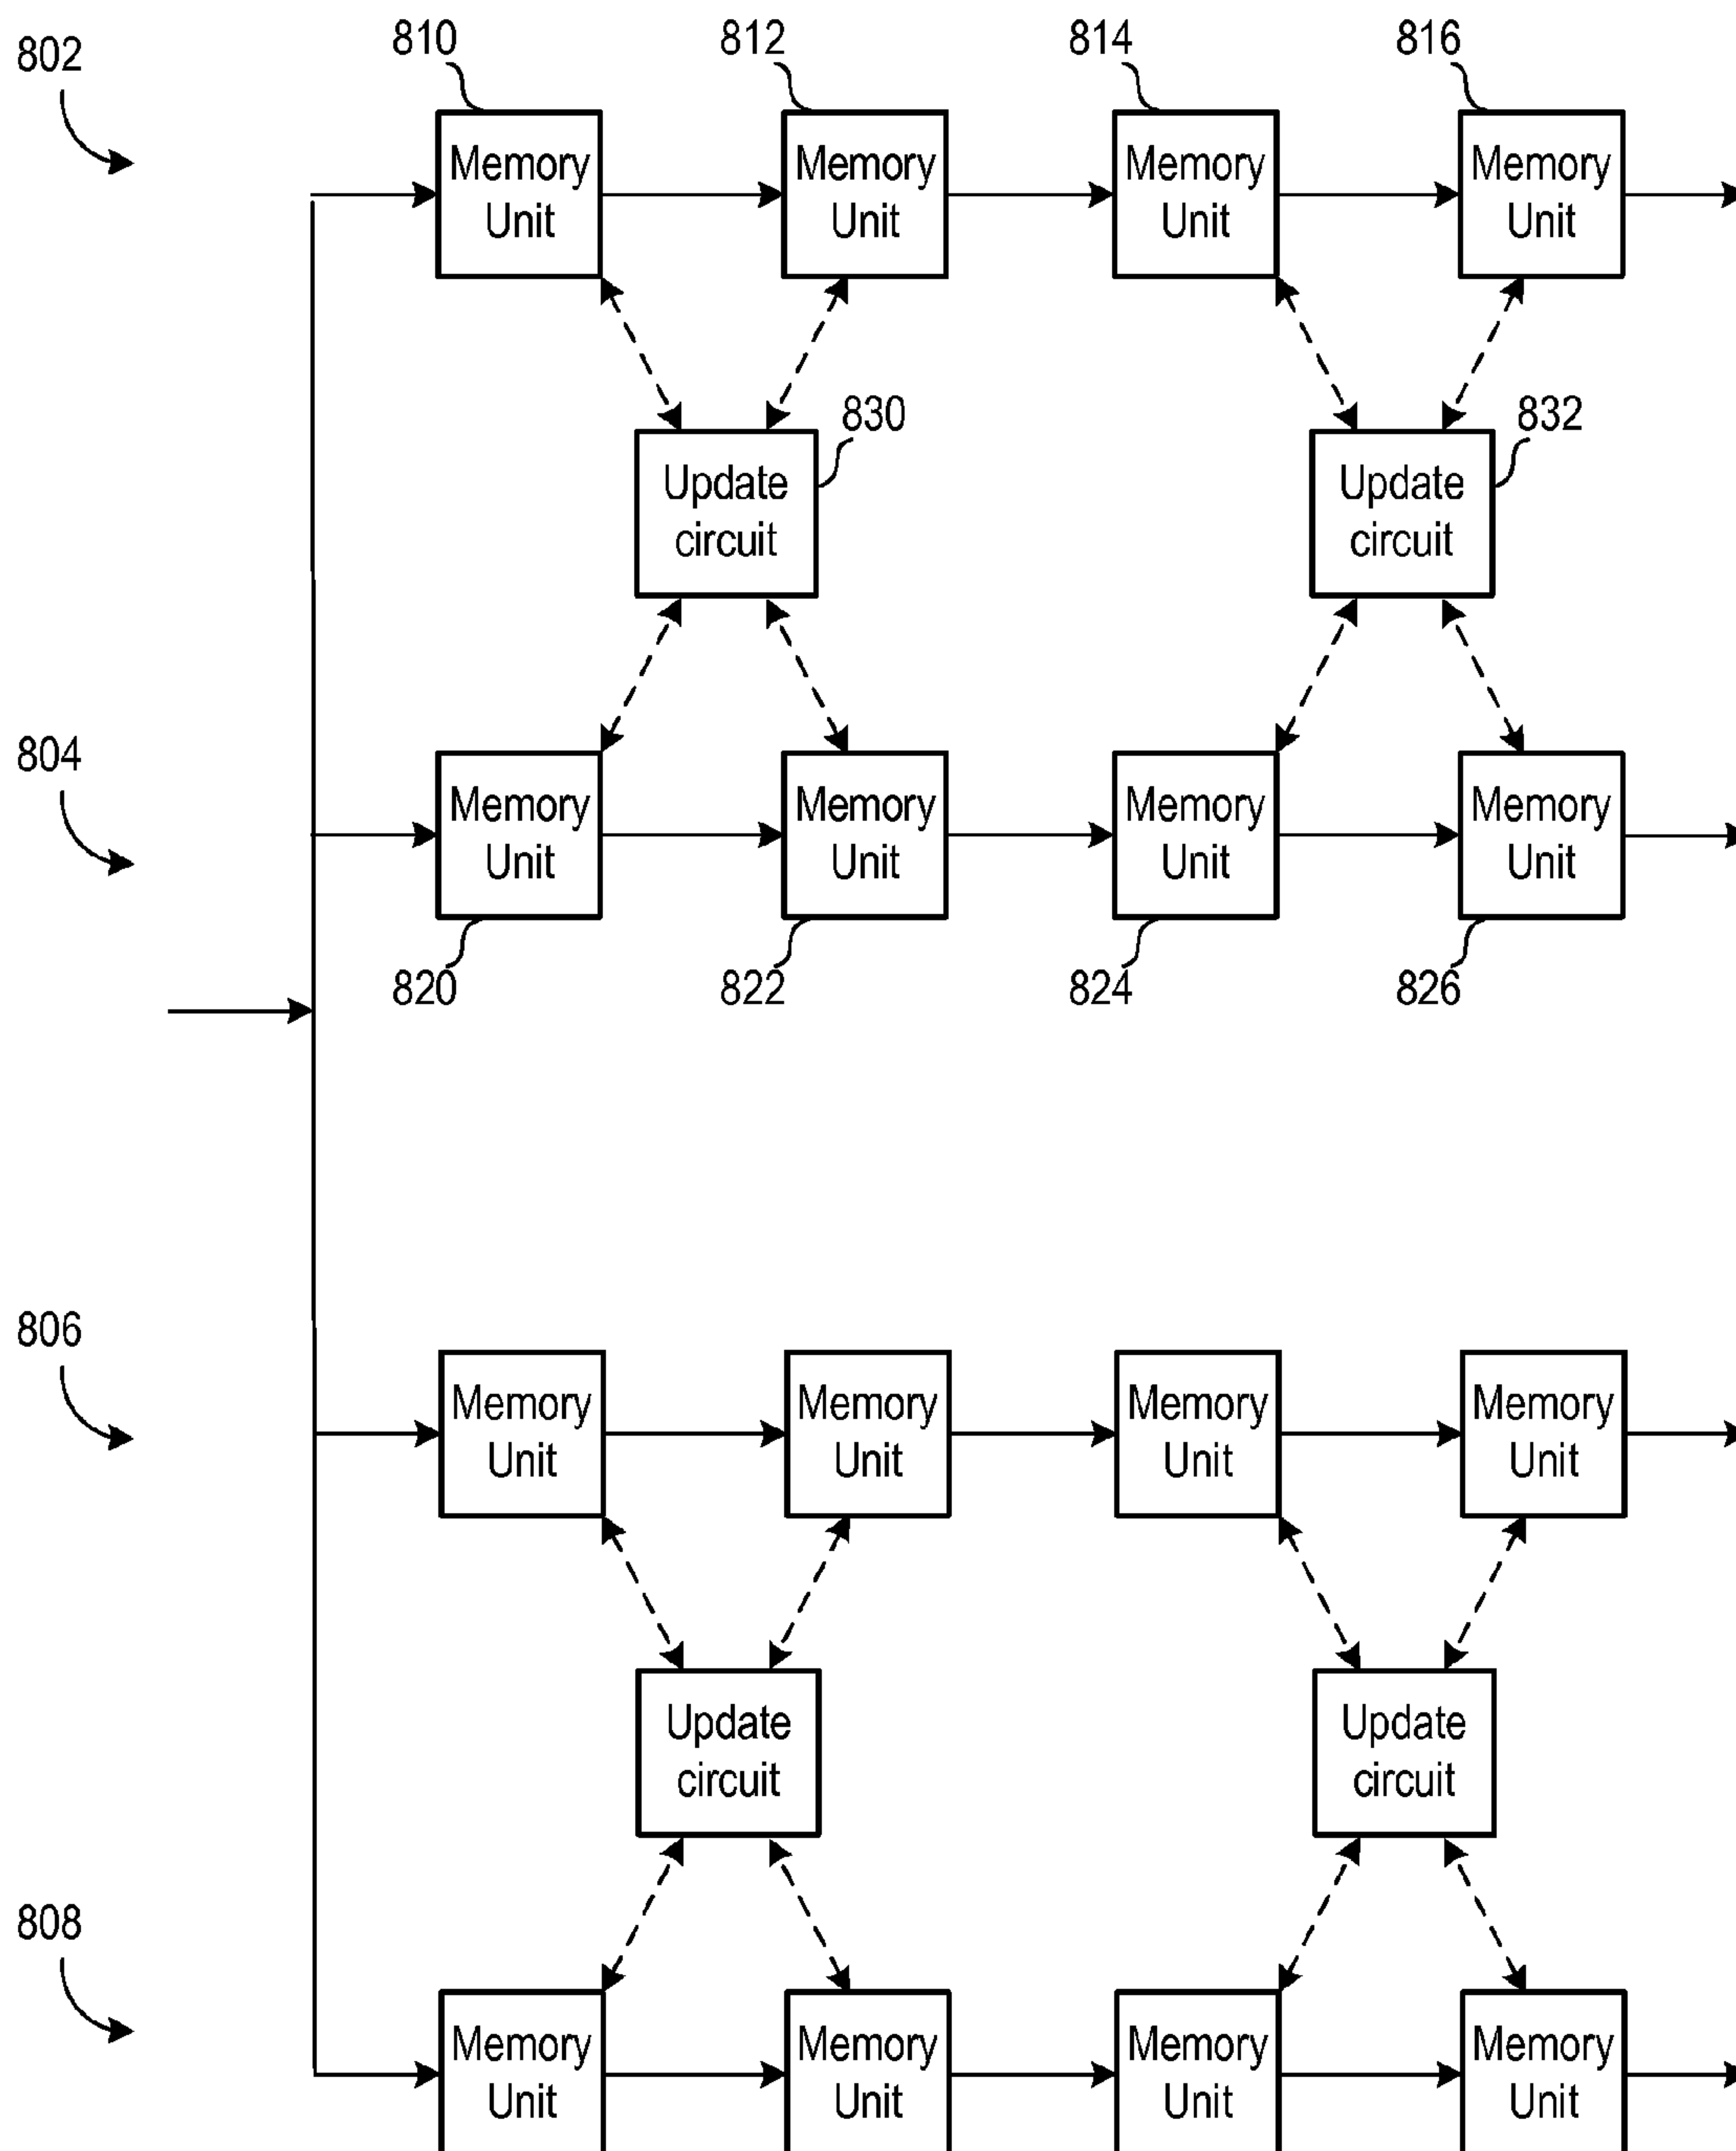 802
810
812
814
816
Memory
Unit
Memory
Unit
Memory
Unit
Memory
Unit
830
832
Update
circuit
Update
circuit
804
Memory
Unit
Memory
Unit
Memory
Unit
Memory
Unit
820
822
824
826
806
Memory
Unit
Memory
Unit
Memory
Unit
Memory
Unit
Update
circuit
Update
circuit
808
Memory
Unit
Memory
Unit
Memory
Unit
Memory
Unit